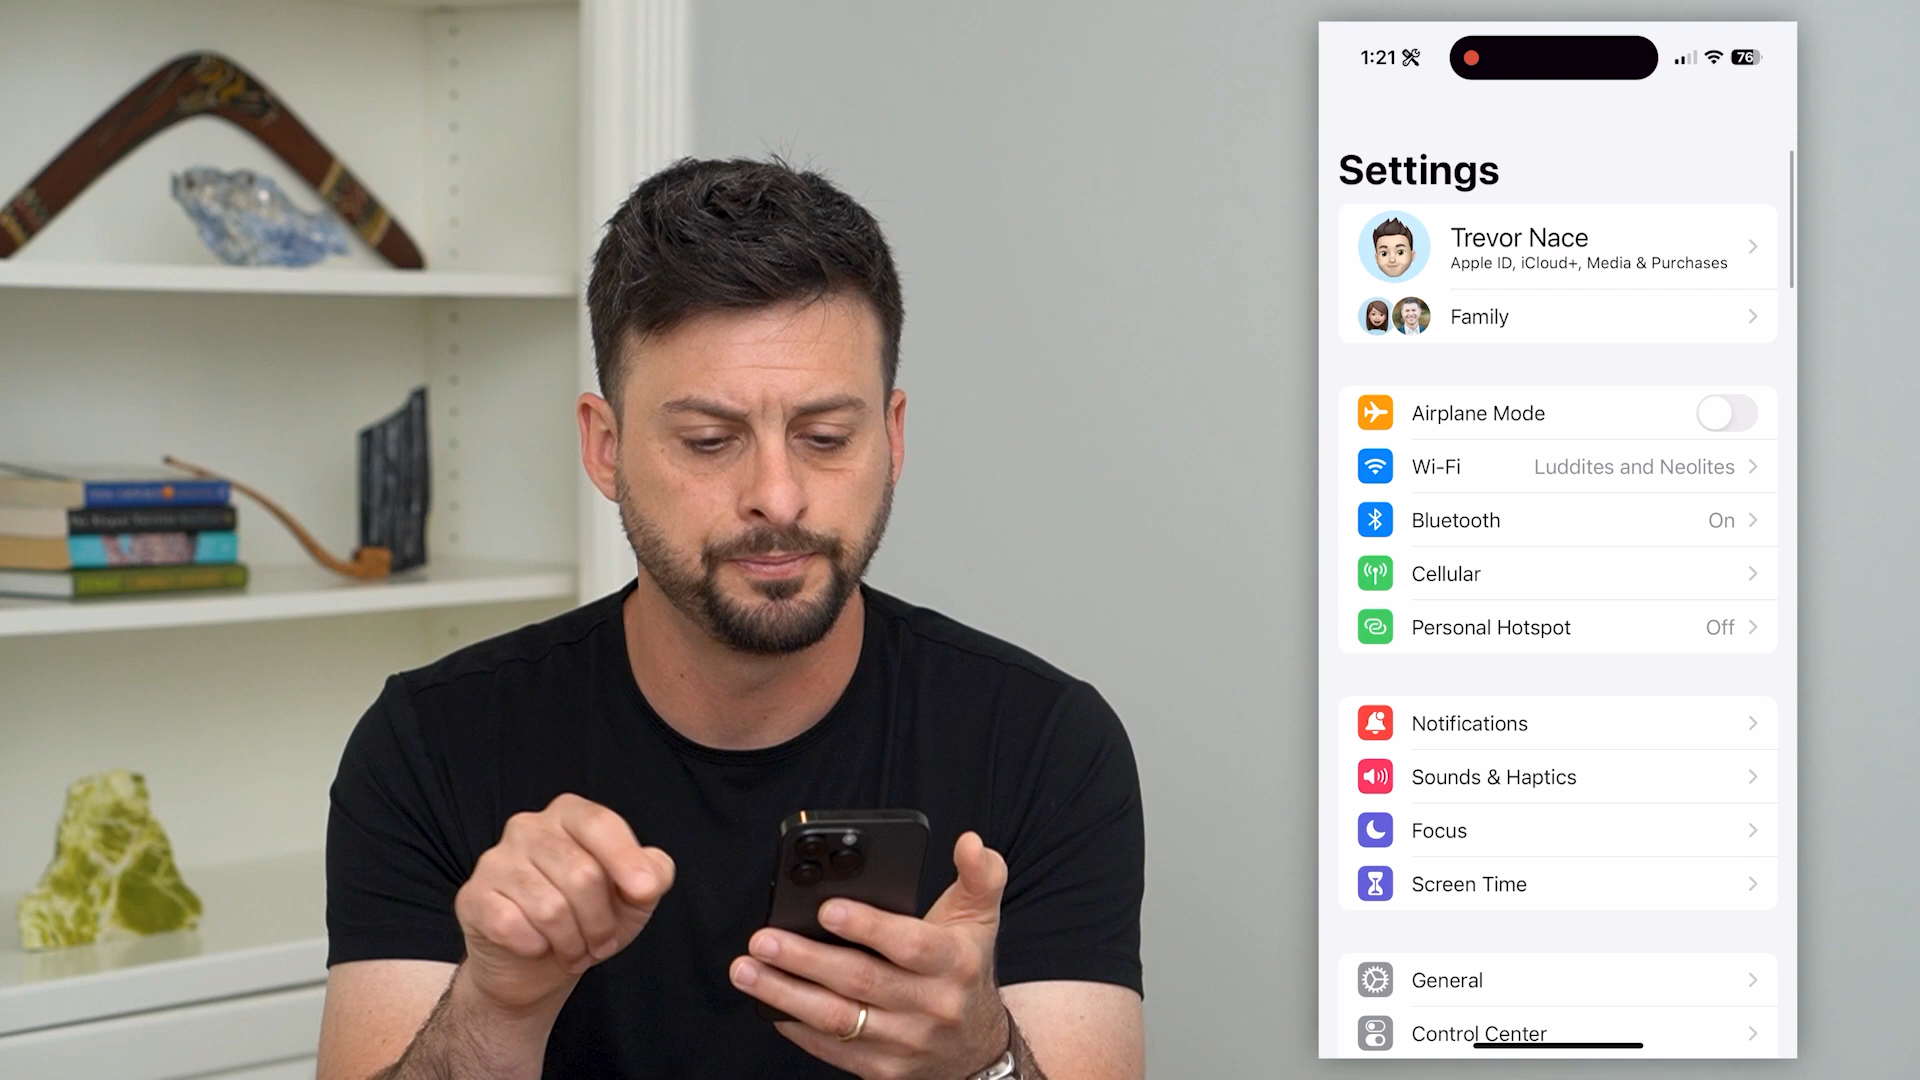 1:21
76
Settings
Trevor Nace
Apple ID, iCloud+, Media & Purchases
Family
Airplane Mode
Wi-Fi Luddites and Neolites
Bluetooth On
Cellular
Personal Hotspot Off
Notifications
Sounds & Haptics
Focus
Screen Time
General
Control Center